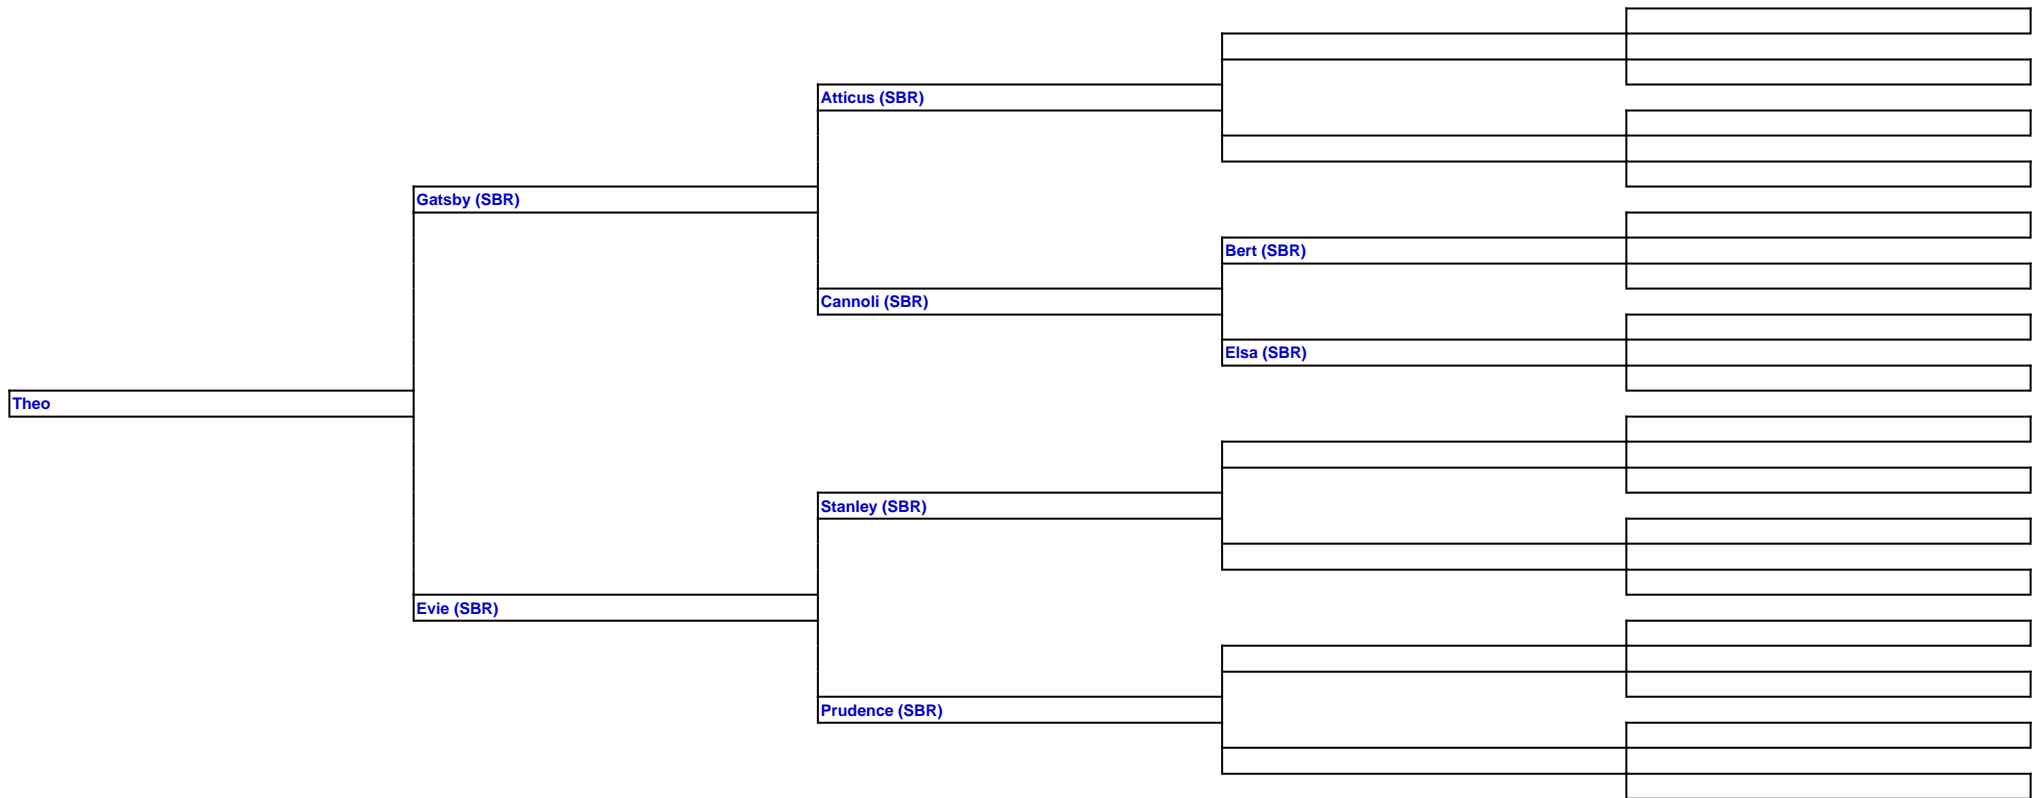 Atticus (SBR)
Gatsby (SBR)
Bert (SBR)
Cannoli (SBR)
Elsa (SBR)
Theo
Stanley (SBR)
Evie (SBR)
Prudence (SBR)